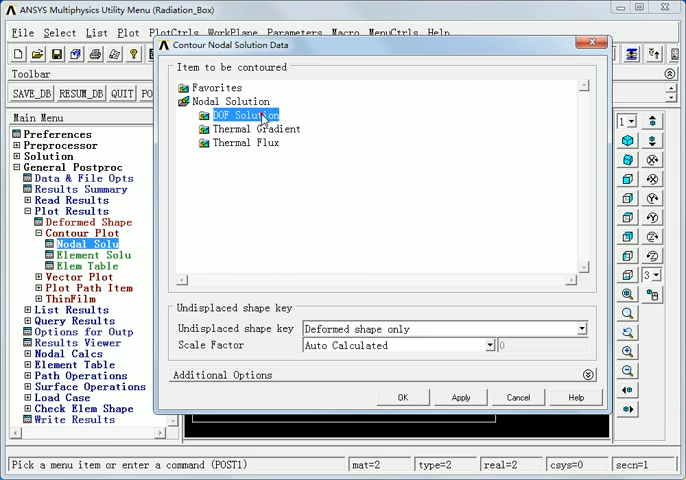 ANSYS Multiphysics Utility Menu (Radiation_Box)
File Select List Plot PlotCtrls WorkPlane Parameters Macro MenuCtrls Help
Toolbar
SAVE_DB RESUM_DB QUIT
Main Menu
Preferences
Preprocessor
Solution
General Postproc
Data & File Opts
Results Summary
Read Results
Plot Results
Deformed Shape
Contour Plot
Nodal Solu
Element Solu
Elem Table
Vector Plot
Plot Path Item
ThinFilm
List Results
Query Results
Options for Outp
Results Viewer
Nodal Calcs
Element Table
Path Operations
Surface Operations
Load Case
Check Elem Shape
Write Results
Contour Nodal Solution Data
Item to be contoured
Favorites
Nodal Solution
DOF Solution
Thermal Gradient
Thermal Flux
Undisplaced shape key
Undisplaced shape key Deformed shape only
Scale Factor Auto Calculated 0
Additional Options
OK Apply Cancel Help
1
3
Pick a menu item or enter a command (POST1) mat=2 type=2 real=2 csys=0 secn=1